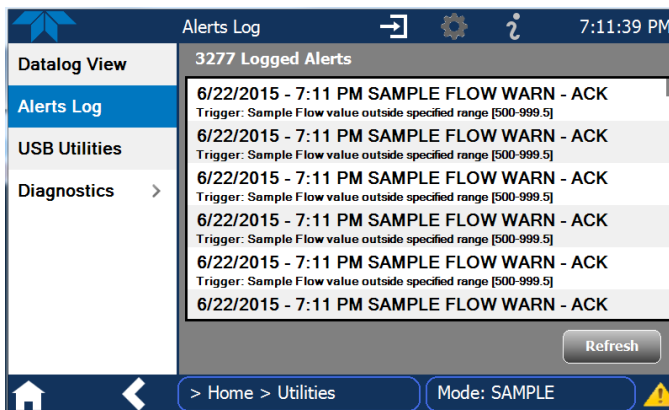 Alerts Log
7:11:39 PM
Datalog View
Alerts Log
USB Utilities
Diagnostics >
3277 Logged Alerts
6/22/2015 - 7:11 PM SAMPLE FLOW WARN - ACK
Trigger: Sample Flow value outside specified range [500-999.5]
6/22/2015 - 7:11 PM SAMPLE FLOW WARN - ACK
Trigger: Sample Flow value outside specified range [500-999.5]
6/22/2015 - 7:11 PM SAMPLE FLOW WARN - ACK
Trigger: Sample Flow value outside specified range [500-999.5]
6/22/2015 - 7:11 PM SAMPLE FLOW WARN - ACK
Trigger: Sample Flow value outside specified range [500-999.5]
6/22/2015 - 7:11 PM SAMPLE FLOW WARN - ACK
Trigger: Sample Flow value outside specified range [500-999.5]
6/22/2015 - 7:11 PM SAMPLE FLOW WARN - ACK
Refresh
> Home > Utilities
Mode: SAMPLE